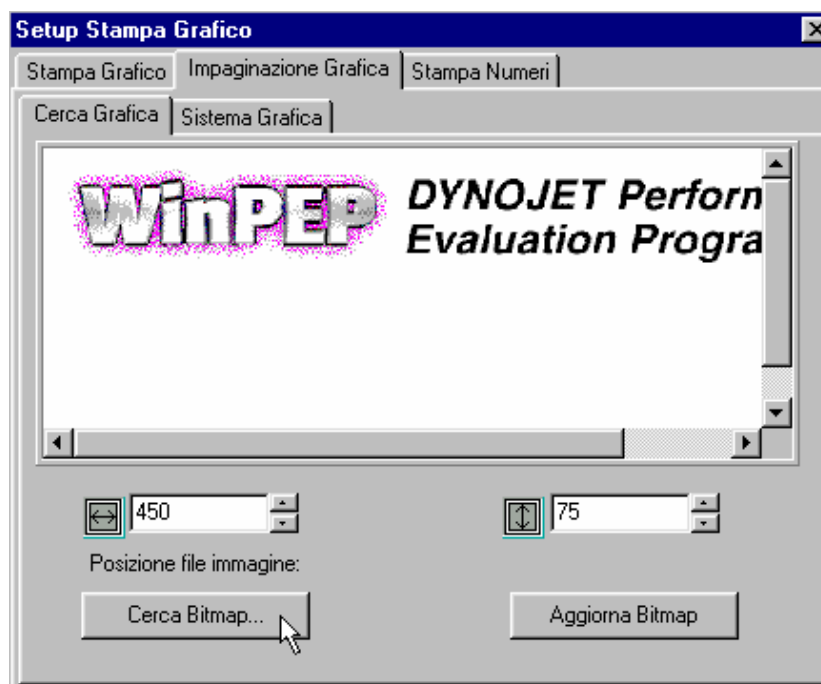 Setup Stampa Grafico
Stampa Grafico Impaginazione Grafica Stampa Numeri
Cerca Grafica Sistema Grafica
WinPEP DYNOJET Perform
Evaluation Progra
450 75
Posizione file immagine:
Cerca Bitmap... Aggiorna Bitmap